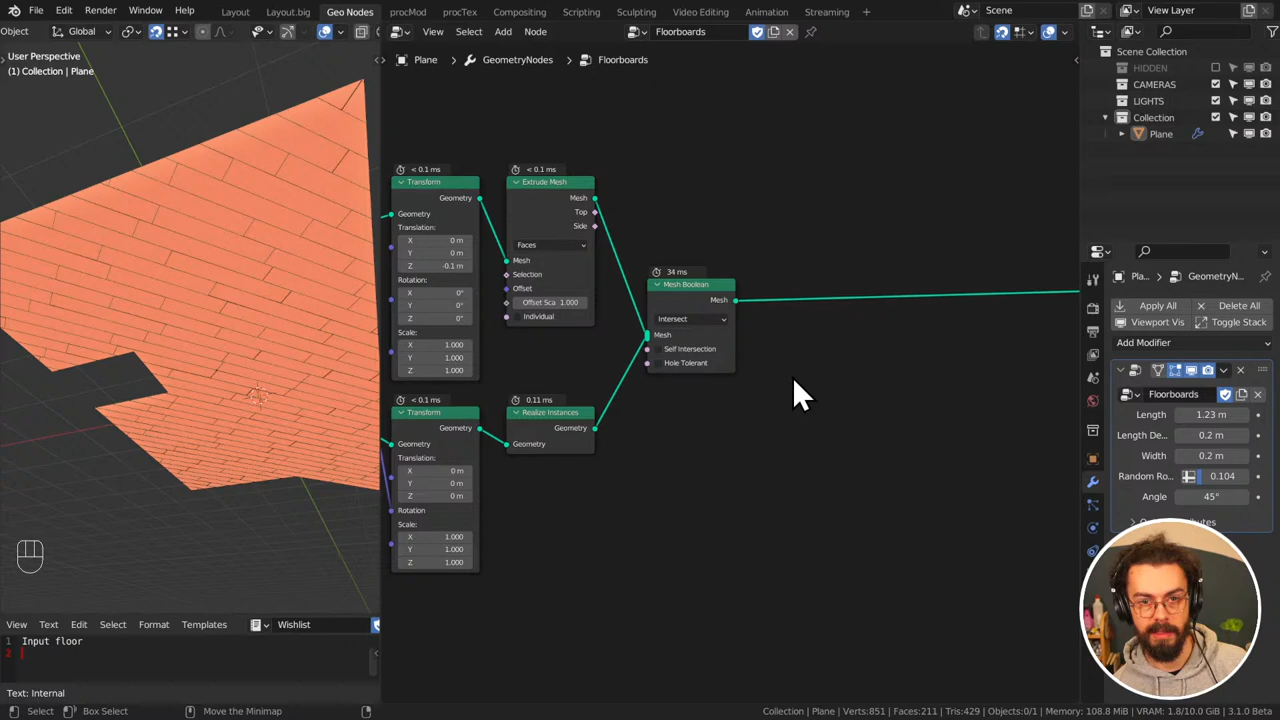 File Edit Render Window Help Layout Layout.big Geo Nodes procMod procTex Compositing Scripting Sculpting Video Editing Animation Streaming + Scene View Layer
Object Global View Select Add Node Floorboards
User Perspective
(1) Collection | Plane
Plane > GeometryNodes > Floorboards
Scene Collection
HIDDEN
CAMERAS
LIGHTS
Collection
Plane
< 0.1 ms
Transform
Geometry
Geometry
Translation:
X 0 m
Y 0 m
Z -0.1 m
Rotation:
X 0°
Y 0°
Z 0°
Scale:
X 1.000
Y 1.000
Z 1.000
< 0.1 ms
Extrude Mesh
Mesh
Top
Side
Faces
Mesh
Selection
Offset
Offset Sca 1.000
Individual
34 ms
Mesh Boolean
Mesh
Intersect
Mesh
Self Intersection
Hole Tolerant
< 0.1 ms
Transform
Geometry
Geometry
Translation:
X 0 m
Y 0 m
Z 0 m
Rotation
Scale:
X 1.000
Y 1.000
Z 1.000
0.11 ms
Realize Instances
Geometry
Geometry
Pla... > GeometryN...
Apply All Delete All
Viewport Vis Toggle Stack
Add Modifier
Floorboards
Length 1.23 m
Length De... 0.2 m
Width 0.2 m
Random Ro... 0.104
Angle 45°
View Text Edit Select Format Templates Wishlist
1 Input floor
2
Text: Internal
Select Box Select Move the Minimap Collection | Plane | Verts:851 | Faces:211 | Tris:429 | Objects:0/1 | Memory: 108.8 MiB | VRAM: 1.8/10.0 GiB | 3.1.0 Beta